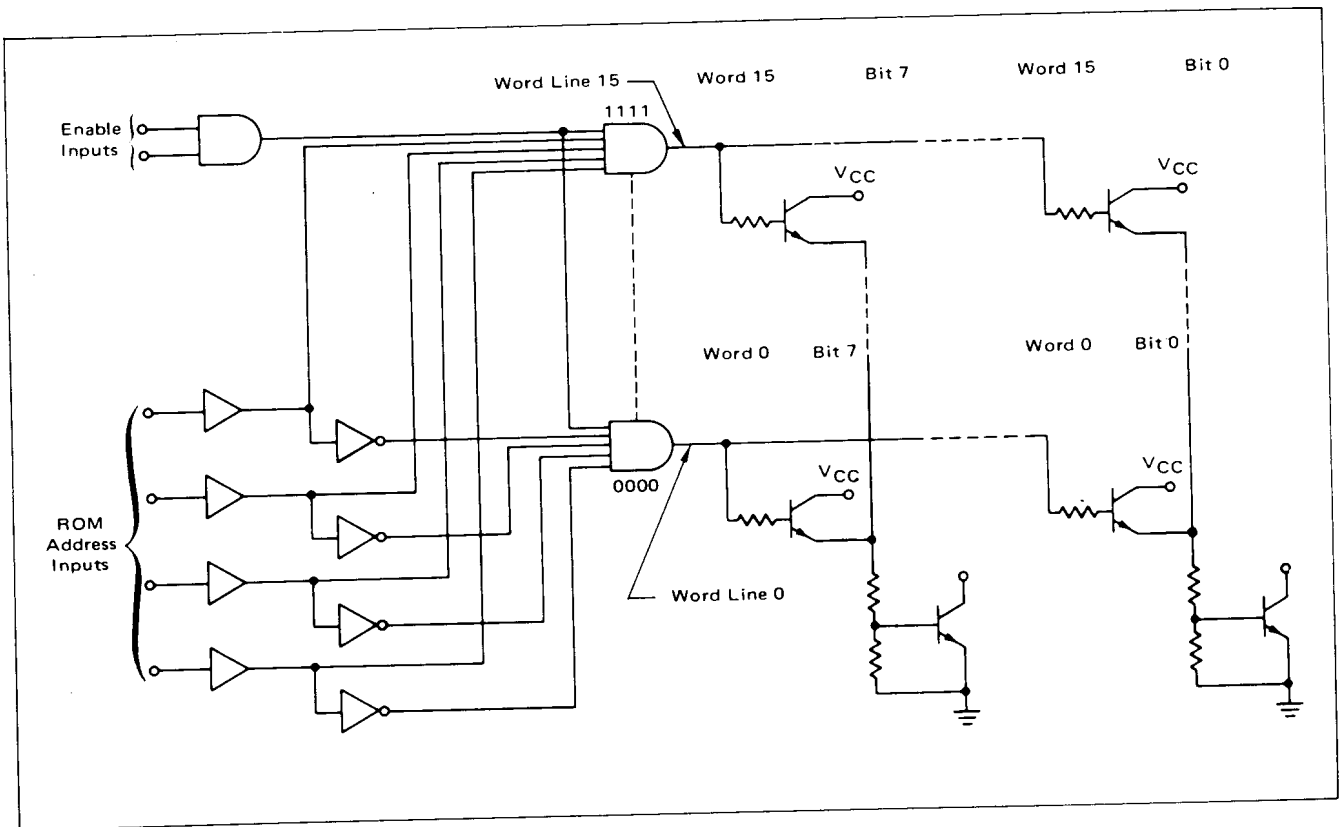 Word Line 15
Word 15
Bit 7
Word 15
Bit 0
Enable
Inputs
1111
VCC
VCC
Word 0
Bit 7
Word 0
Bit 0
VCC
VCC
0000
ROM
Address
Inputs
Word Line 0